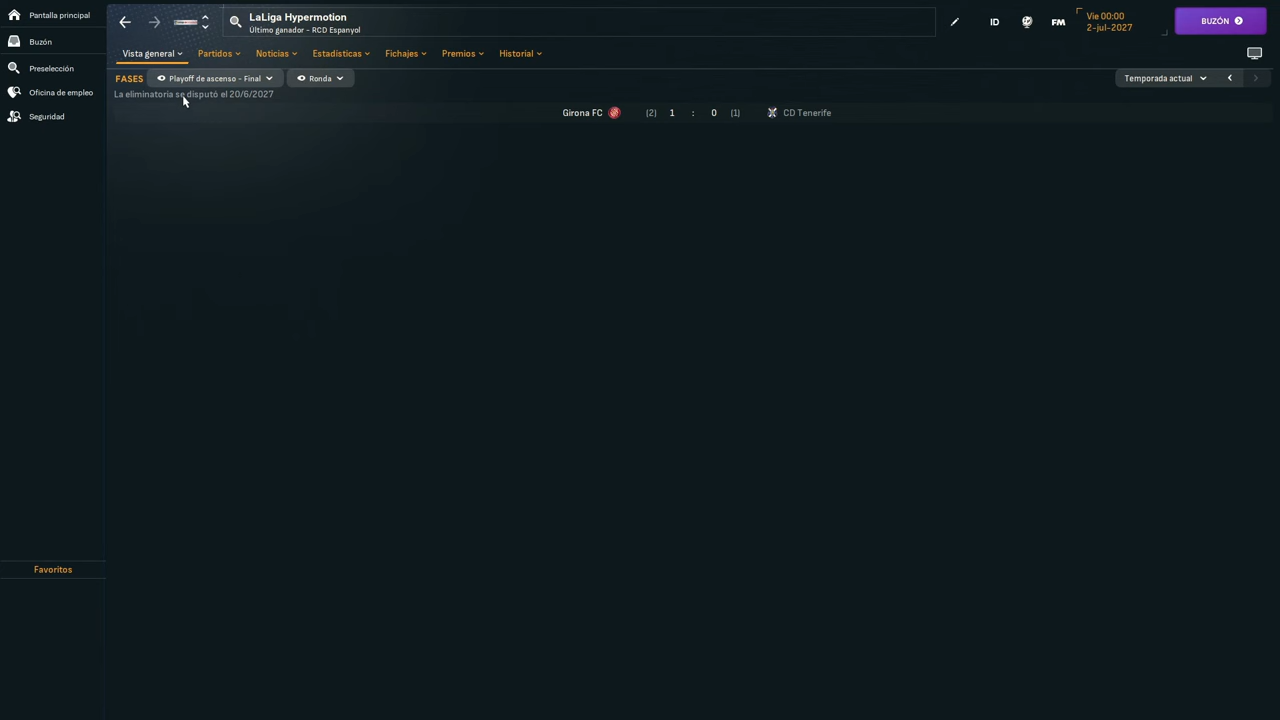 Pantalla principal
Buzón
Preselección
Oficina de empleo
Seguridad
Favoritos
LaLiga Hypermotion
Último ganador - RCD Espanyol
ID
FM
Vie 00:00
2-jul-2027
BUZÓN
Vista general
Partidos
Noticias
Estadísticas
Fichajes
Premios
Historial
FASES
Playoff de ascenso - Final
Ronda
Temporada actual
La eliminatoria se disputó el 20/6/2027
Girona FC [2] 1 : 0 [1] CD Tenerife